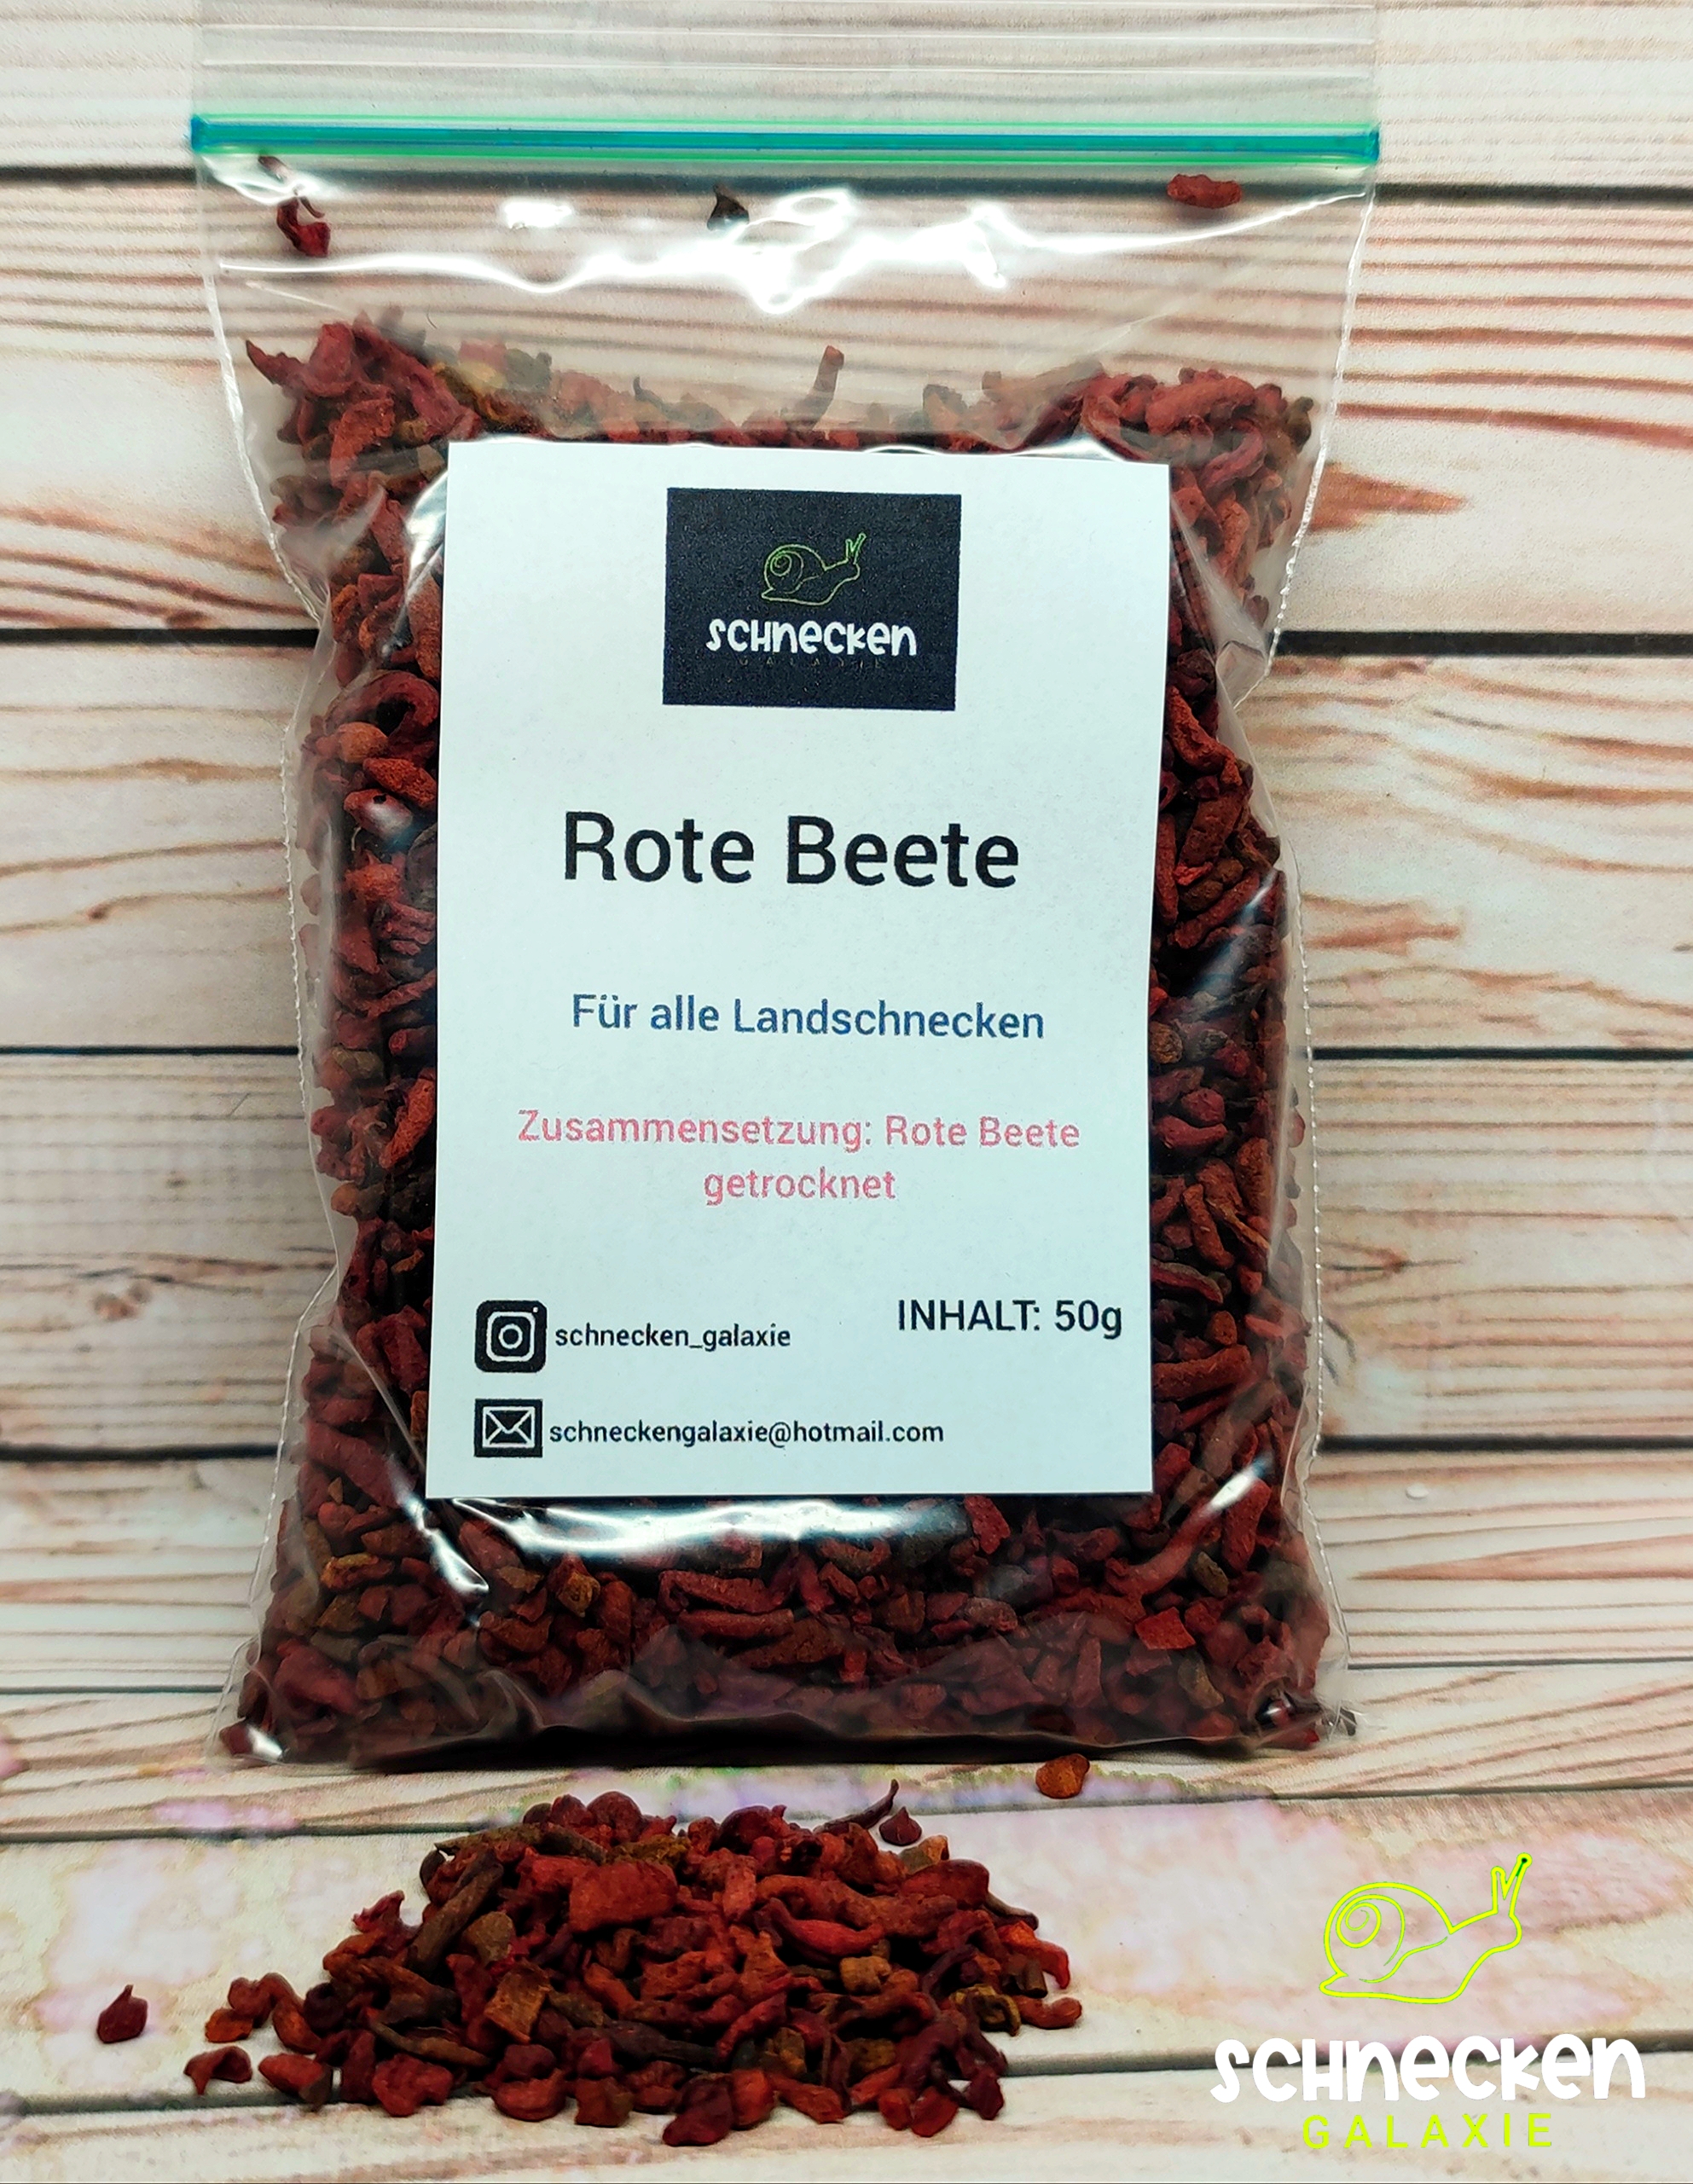 SCHNECKEN
GALAXIE
Rote Beete
Für alle Landschnecken
Zusammensetzung: Rote Beete
getrocknet
INHALT: 50g
schnecken_galaxie
schneckengalaxie@hotmail.com
SCHNECKEN
GALAXIE